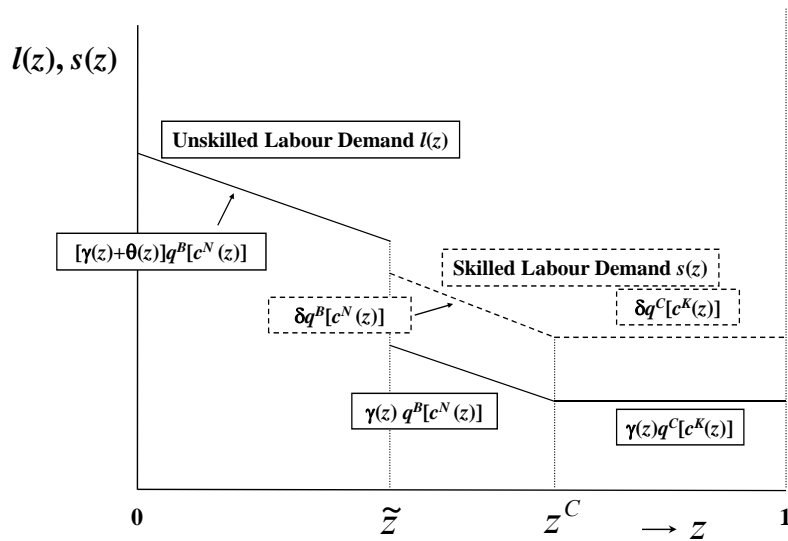 l(z), s(z)
Unskilled Labour Demand l(z)
[γ(z)+θ(z)]q^B[c^N(z)]
Skilled Labour Demand s(z)
δq^B[c^N(z)]
δq^C[c^K(z)]
γ(z) q^B[c^N(z)]
γ(z)q^C[c^K(z)]
0
z̃
z^C
→ z
1